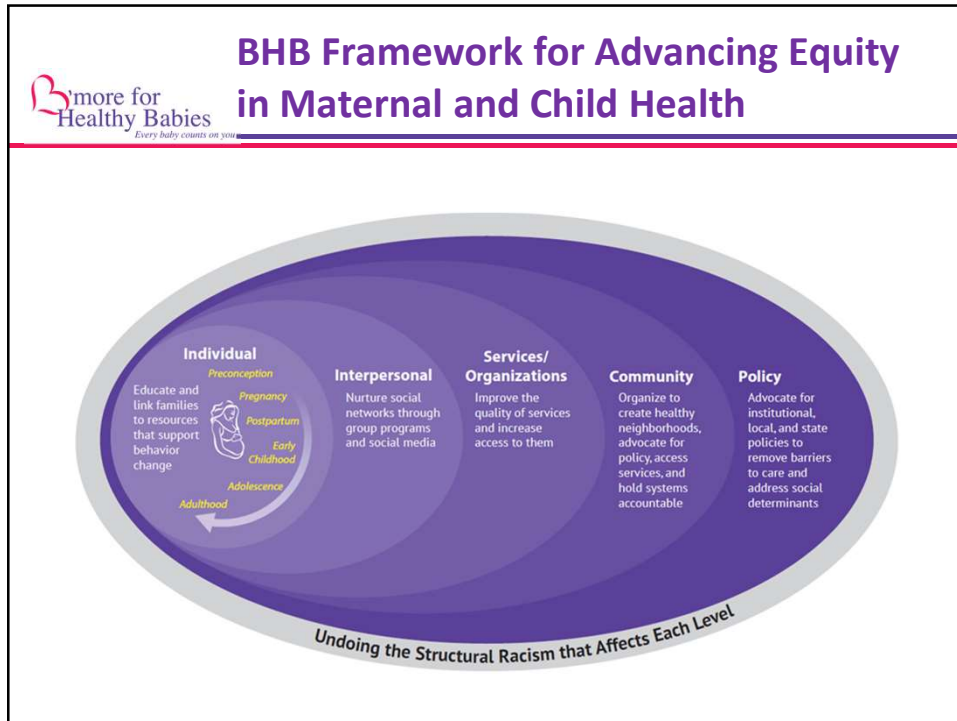 BHB Framework for Advancing Equity
in Maternal and Child Health
B'more for
Healthy Babies
Every baby counts on you
Individual
Preconception
Educate and
link families
to resources
that support
behavior
change
Pregnancy
Postpartum
Early
Childhood
Adolescence
Adulthood
Interpersonal
Nurture social
networks through
group programs
and social media
Services/
Organizations
Improve the
quality of services
and increase
access to them
Community
Organize to
create healthy
neighborhoods,
advocate for
policy, access
services, and
hold systems
accountable
Policy
Advocate for
institutional,
local, and state
policies to
remove barriers
to care and
address social
determinants
Undoing the Structural Racism that Affects Each Level